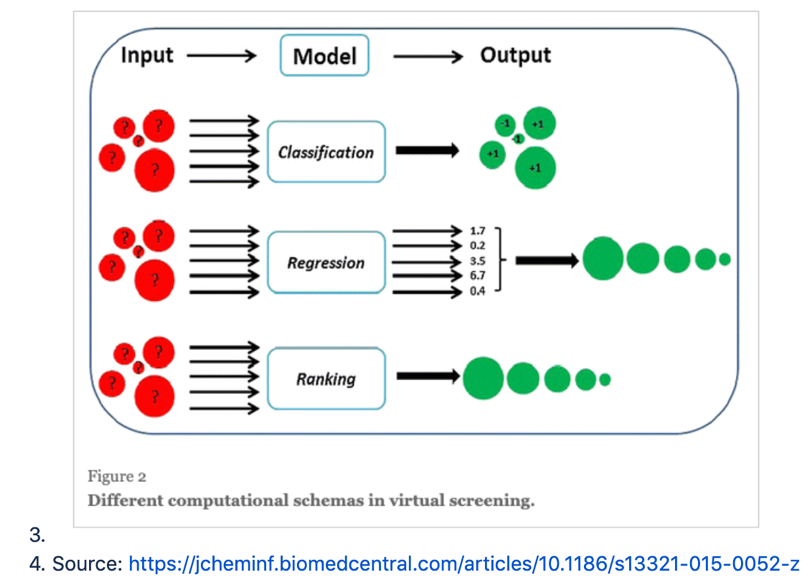 Input Model Output
? ? ? ? ?
Classification
-1 +1 -1 +1 +1
? ? ? ? ?
Regression
1.7
0.2
3.5
6.7
0.4
? ? ? ? ?
Ranking
Figure 2
Different computational schemas in virtual screening.
3.
4. Source: https://jcheminf.biomedcentral.com/articles/10.1186/s13321-015-0052-z